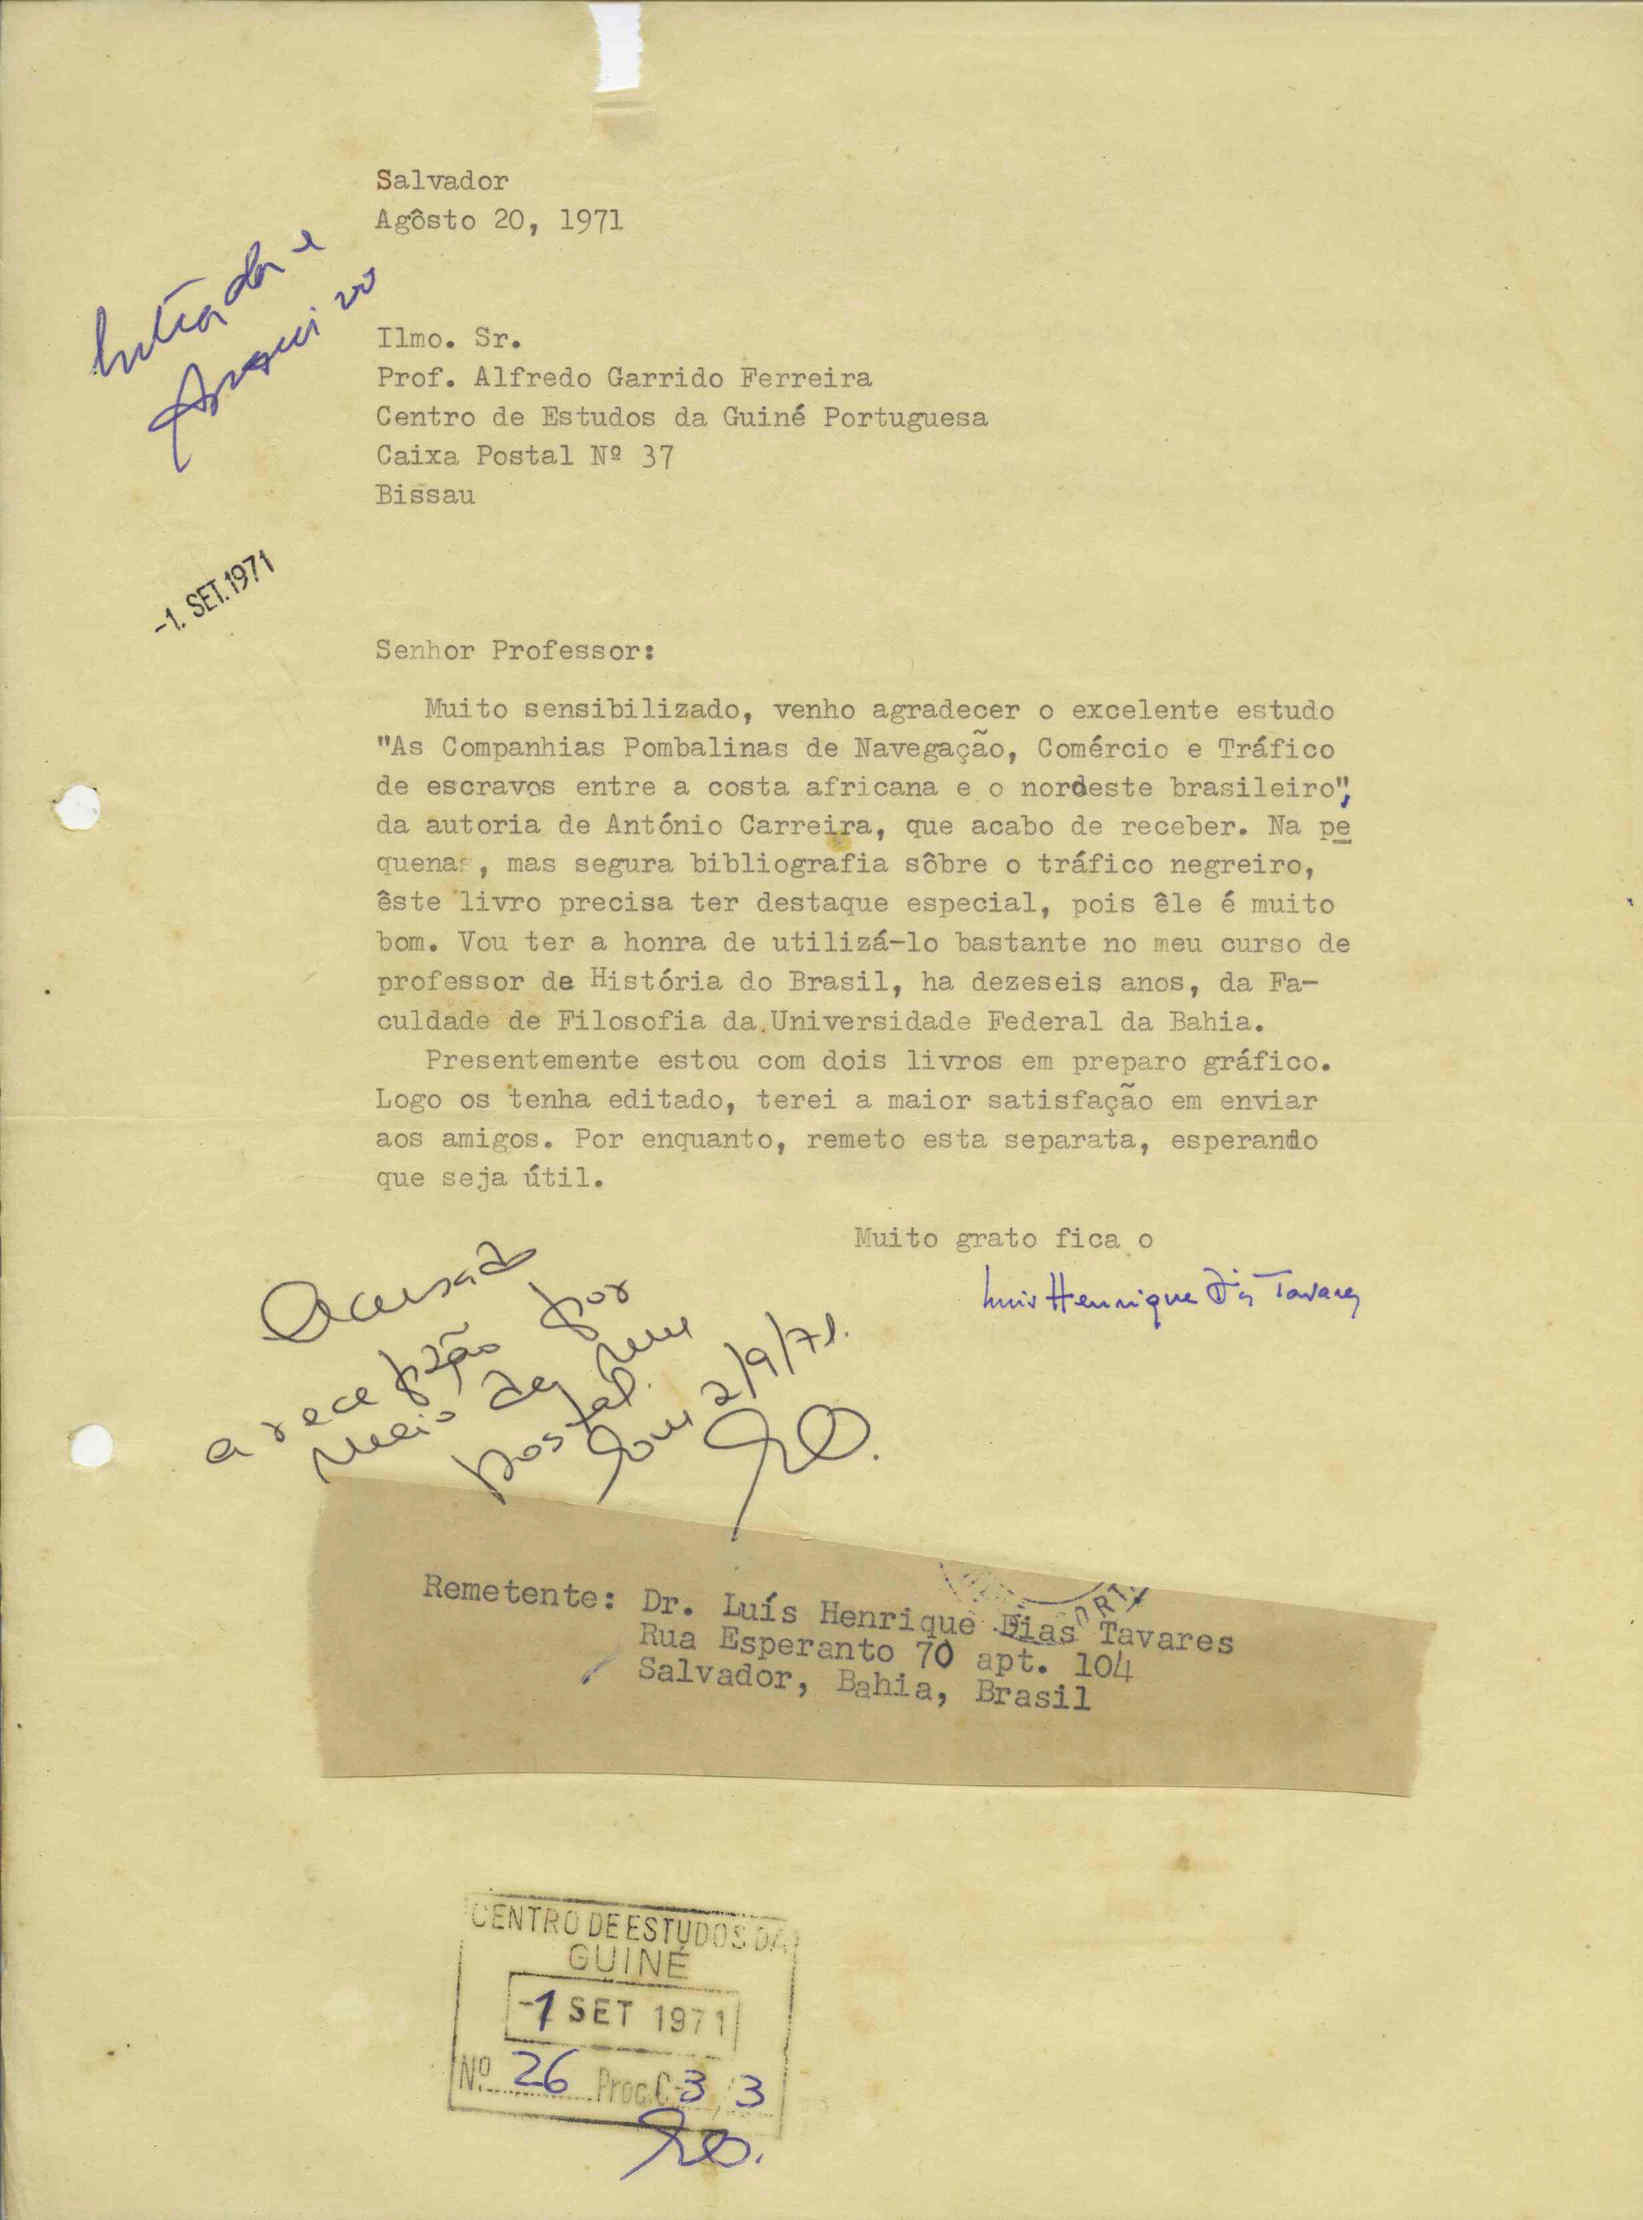 Salvador
Agôsto 20, 1971
Entrada e
Arquivo
Ilmo. Sr.
Prof. Alfredo Garrido Ferreira
Centro de Estudos da Guiné Portuguesa
Caixa Postal Nº 37
Bissau
-1. SET. 1971
Senhor Professor:
Muito sensibilizado, venho agradecer o excelente estudo
"As Companhias Pombalinas de Navegação, Comércio e Tráfico
de escravos entre a costa africana e o nordeste brasileiro",
da autoria de António Carreira, que acabo de receber. Na pe
quena, mas segura bibliografia sôbre o tráfico negreiro,
êste livro precisa ter destaque especial, pois êle é muito
bom. Vou ter a honra de utilizá-lo bastante no meu curso de
professor de História do Brasil, ha dezeseis anos, da Fa-
culdade de Filosofia da Universidade Federal da Bahia.
Presentemente estou com dois livros em preparo gráfico.
Logo os tenha editado, terei a maior satisfação em enviar
aos amigos. Por enquanto, remeto esta separata, esperando
que seja útil.
Muito grato fica o
Luis Henrique Dias Tavares
Acusado
a recepção por
meio de um
postal.
em 2/9/71.
Remetente: Dr. Luís Henrique Dias Tavares
Rua Esperanto 70 apt. 104
Salvador, Bahia, Brasil
CENTRO DE ESTUDOS DA
GUINÉ
-1 SET 1971
Nº 26 Proc. C-3, 3